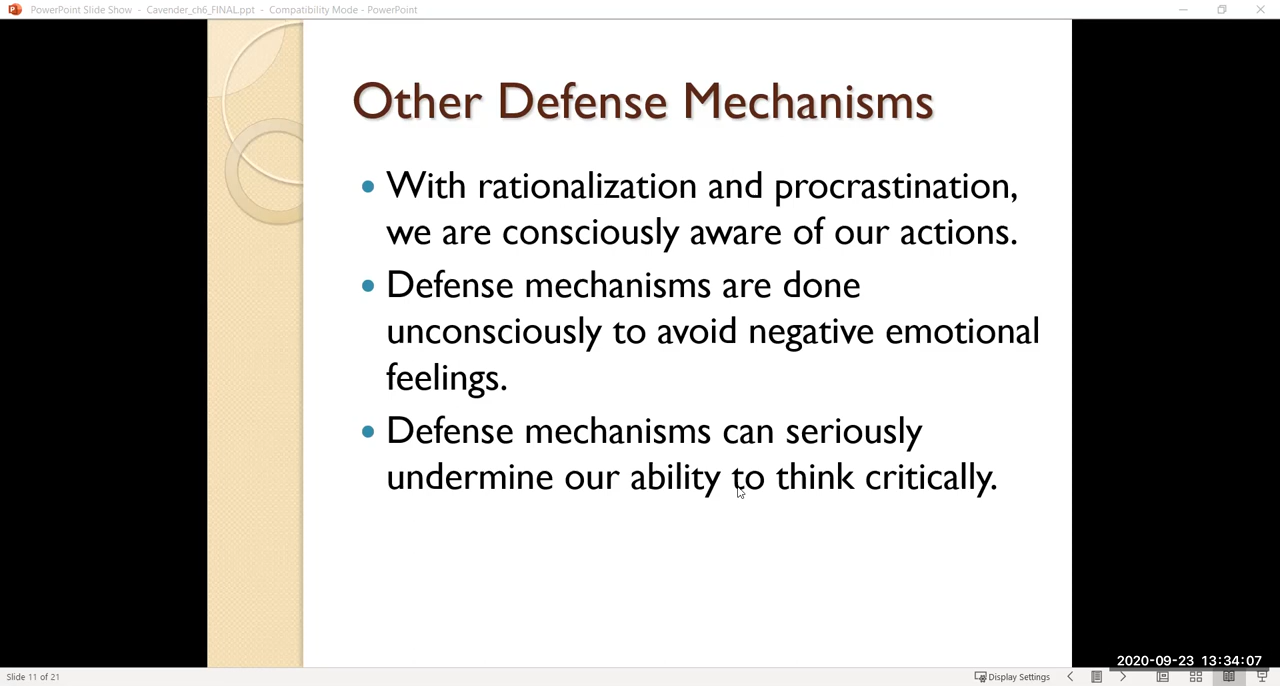 PowerPoint Slide Show - Cavender_ch6_FINAL.ppt - Compatibility Mode - PowerPoint
Other Defense Mechanisms
• With rationalization and procrastination,
we are consciously aware of our actions.
• Defense mechanisms are done
unconsciously to avoid negative emotional
feelings.
• Defense mechanisms can seriously
undermine our ability to think critically.
2020-09-23 13:34:07
Slide 11 of 21
Display Settings